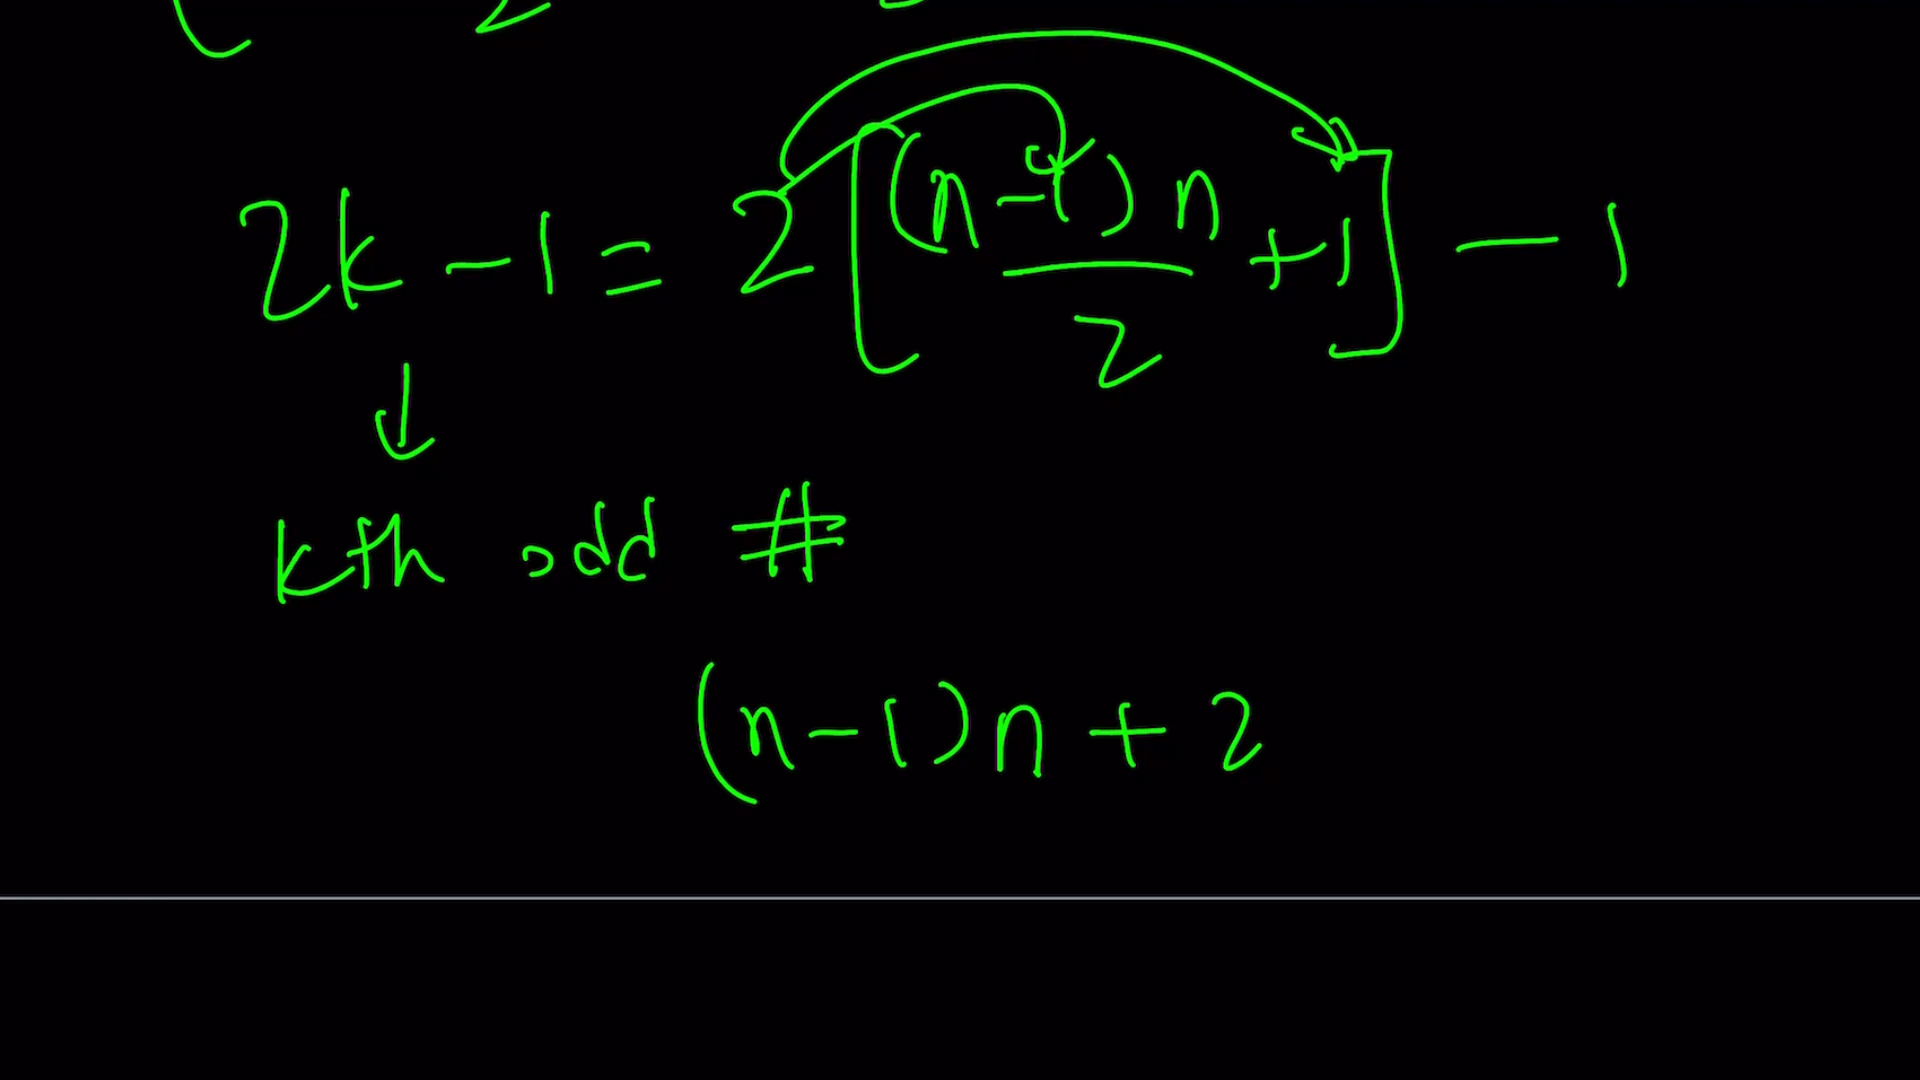 2k - 1 = 2[(n-1)n/2 + 1] - 1
kth odd #
(n-1)n + 2